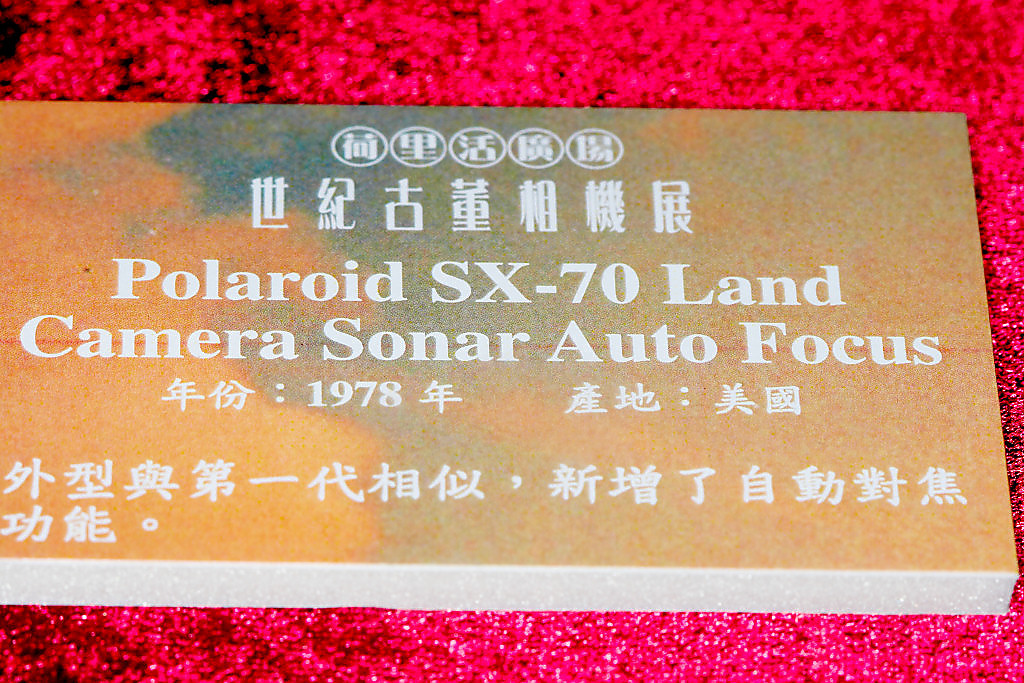 荷里活廣場
世紀古董相機展
Polaroid SX-70 Land
Camera Sonar Auto Focus
年份：1978 年 產地：美國
外型與第一代相似，新增了自動對焦
功能。